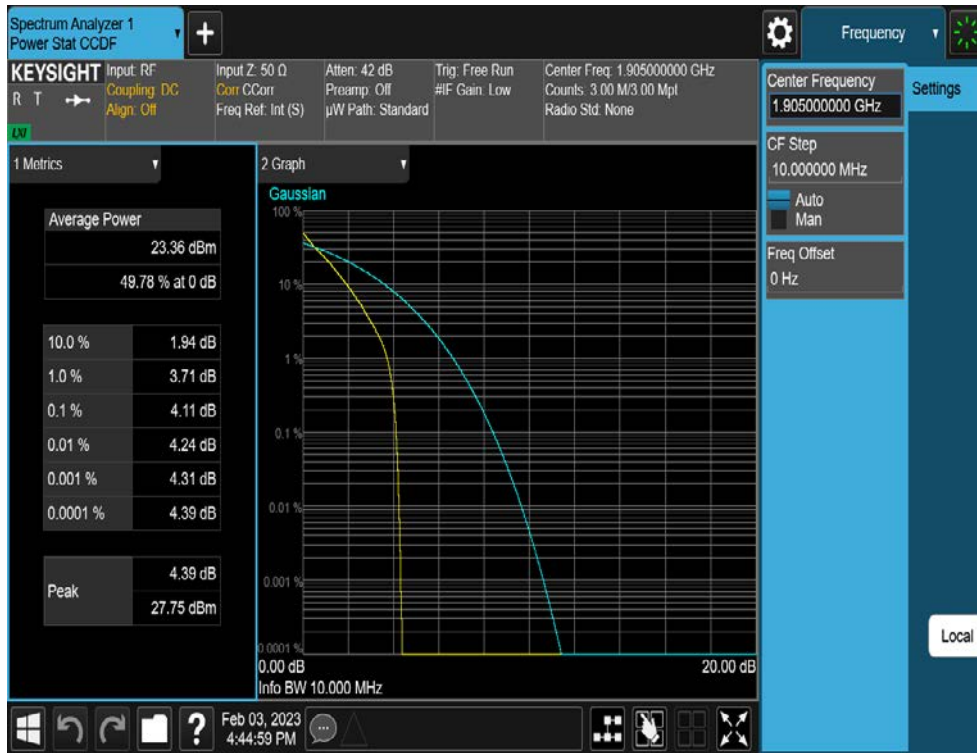 Spectrum Analyzer 1
Power Stat CCDF
Frequency
KEYSIGHT
R T
LXI
Input: RF
Coupling: DC
Align: Off
Input Z: 50 Ω
Corr CCorr
Freq Ref: Int (S)
Atten: 42 dB
Preamp: Off
µW Path: Standard
Trig: Free Run
#IF Gain: Low
Center Freq: 1.905000000 GHz
Counts: 3.00 M/3.00 Mpt
Radio Std: None
Center Frequency
1.905000000 GHz
Settings
CF Step
10.000000 MHz
Auto
Man
Freq Offset
0 Hz
Local
1 Metrics
Average Power
23.36 dBm
49.78 % at 0 dB
10.0 % 1.94 dB
1.0 % 3.71 dB
0.1 % 4.11 dB
0.01 % 4.24 dB
0.001 % 4.31 dB
0.0001 % 4.39 dB
Peak
4.39 dB
27.75 dBm
2 Graph
Gaussian
100 %
10 %
1 %
0.1 %
0.01 %
0.001 %
0.0001 %
0.00 dB 20.00 dB
Info BW 10.000 MHz
?
Feb 03, 2023
4:44:59 PM